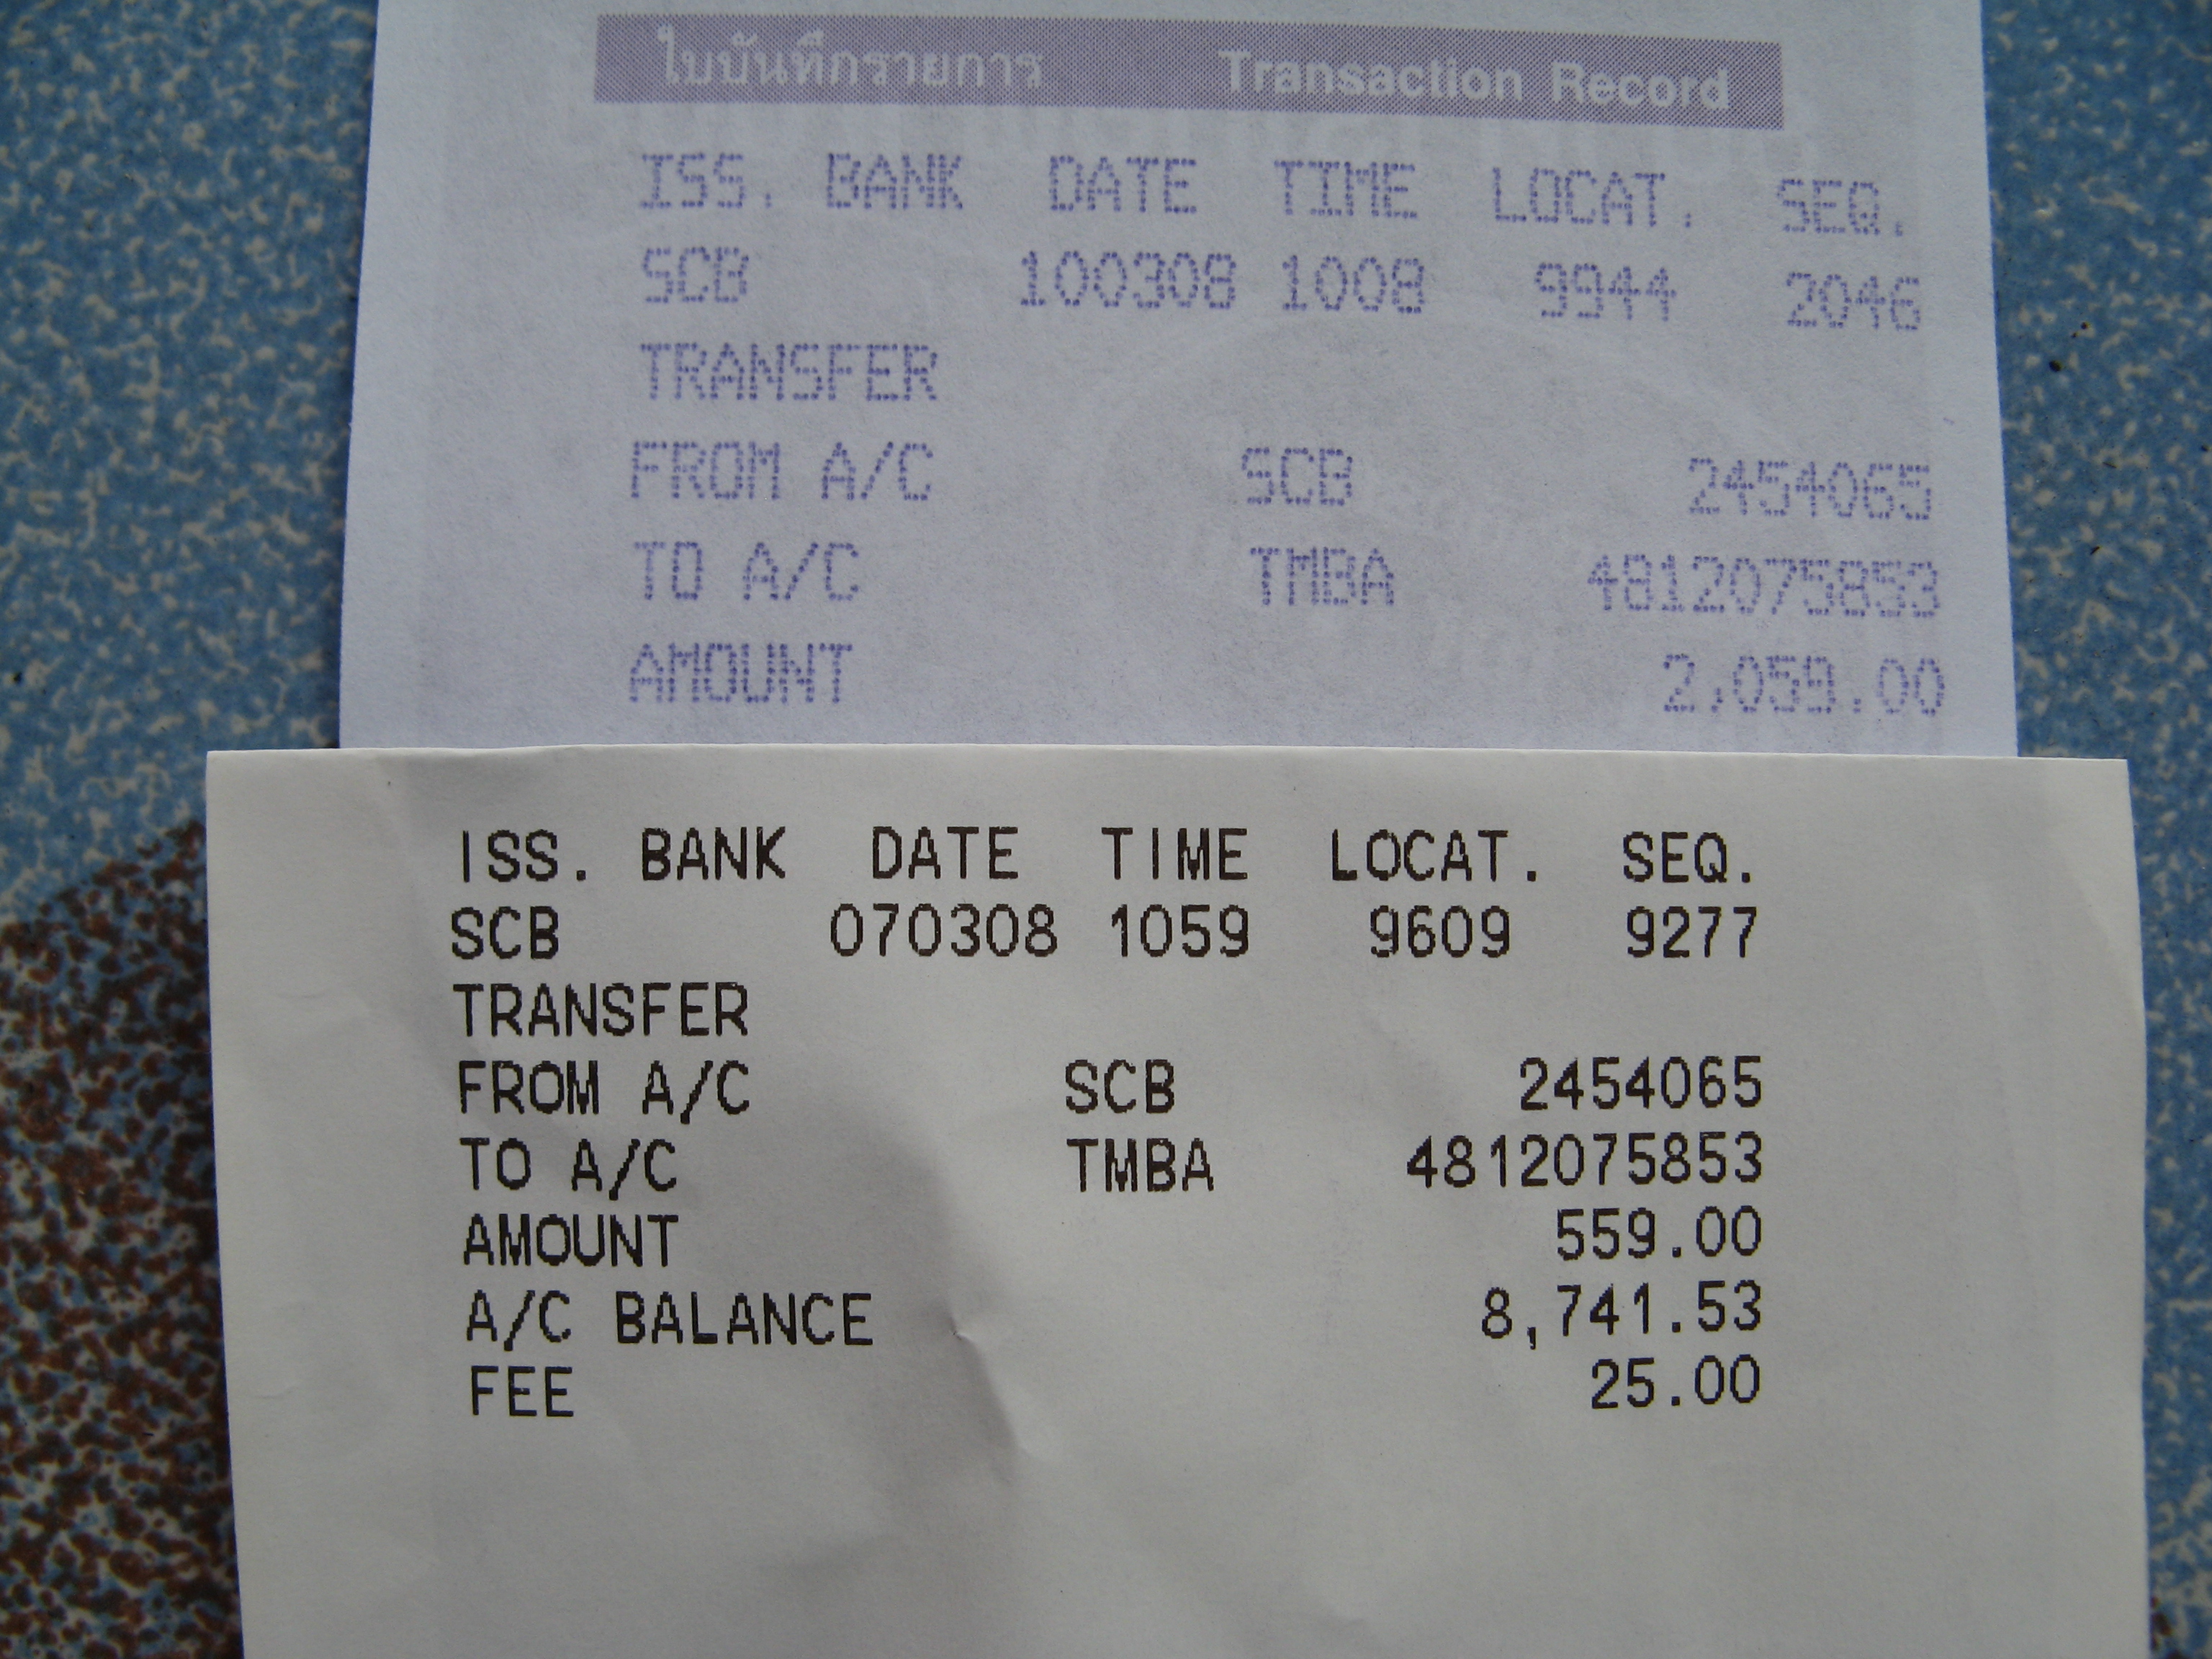 ใบบันทึกรายการ Transaction Record
ISS. BANK DATE TIME LOCAT. SEQ.
SCB 100308 1008 9944 2046
TRANSFER
FROM A/C SCB 2454065
TO A/C TMBA 4812075853
AMOUNT 2,059.00
ISS. BANK DATE TIME LOCAT. SEQ.
SCB 070308 1059 9609 9277
TRANSFER
FROM A/C SCB 2454065
TO A/C TMBA 4812075853
AMOUNT 559.00
A/C BALANCE 8,741.53
FEE 25.00